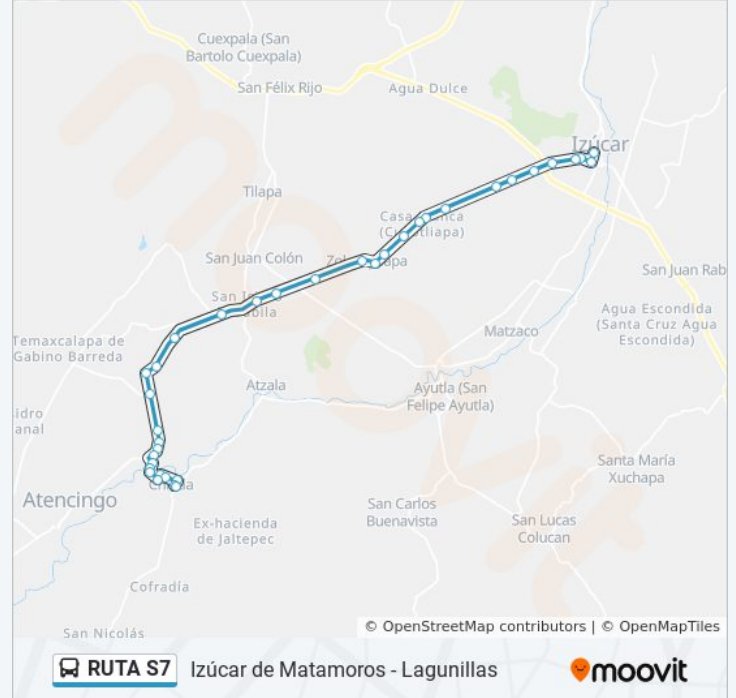 Cuexpala (San
Bartolo Cuexpala)
San Félix Rijo
Agua Dulce
Izúcar
Tilapa
San Juan Colón
San Juan Rab
Agua Escondida
(Santa Cruz Agua
Escondida)
Matzaco
Temaxcalapa de
Gabino Barreda
Atzala
Ayutla (San
Felipe Ayutla)
Atencingo
Santa María
Xuchapa
San Carlos
Buenavista
San Lucas
Colucan
Ex-hacienda
de Jaltepec
Cofradía
San Nicolás
© OpenStreetMap contributors | © OpenMapTiles
RUTA S7
Izúcar de Matamoros - Lagunillas
moovit
moovit